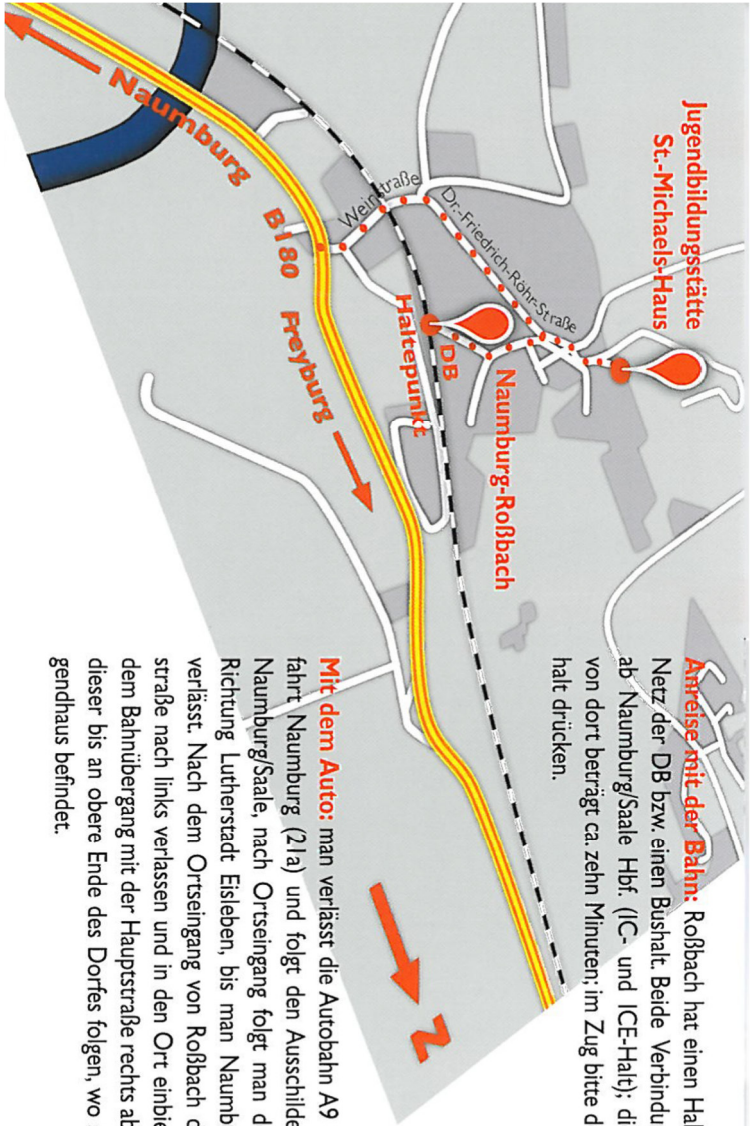 Jugendbildungsstätte
St.-Michaels-Haus
Dr.-Friedrich-Röhr-Straße
Weinstraße
Naumburg-Roßbach
DB
Haltepunkt
Naumburg
B180
Freyburg
N
Anreise mit der Bahn: Roßbach hat einen Hal
Netz der DB bzw. einen Bushalt. Beide Verbindu
ab Naumburg/Saale Hbf. (IC- und ICE-Halt); di
von dort beträgt ca. zehn Minuten; im Zug bitte d
halt drücken.
Mit dem Auto: man verlässt die Autobahn A9
fahrt Naumburg (21a) und folgt den Ausschilde
Naumburg/Saale, nach Ortseingang folgt man d
Richtung Lutherstadt Eisleben, bis man Naumb
verlässt. Nach dem Ortseingang von Roßbach d
straße nach links verlassen und in den Ort einbie
dem Bahnübergang mit der Hauptstraße rechts ab
dieser bis an obere Ende des Dorfes folgen, wo
gendhaus befindet.